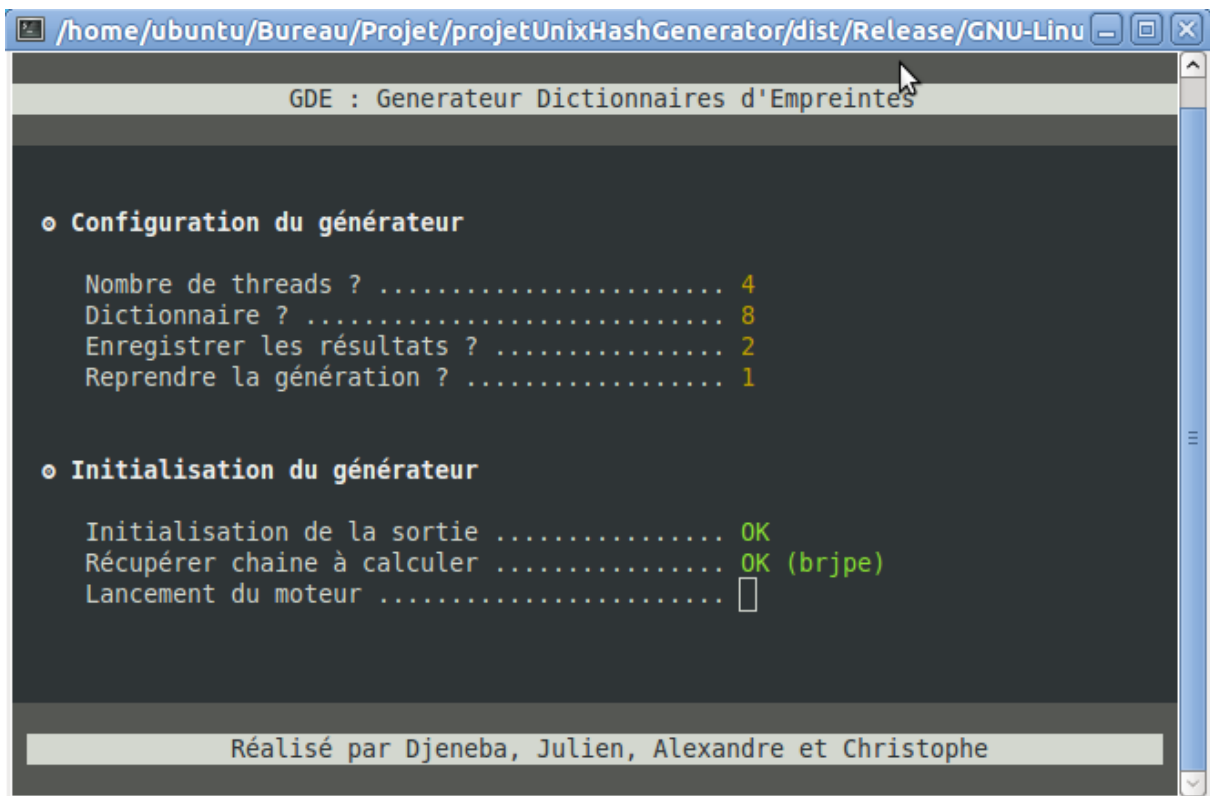 /home/ubuntu/Bureau/Projet/projetUnixHashGenerator/dist/Release/GNU-Linu
GDE : Generateur Dictionnaires d'Empreintes
Configuration du générateur
Nombre de threads ? ........................ 4
Dictionnaire ? ............................. 8
Enregistrer les résultats ? ................ 2
Reprendre la génération ? .................. 1
Initialisation du générateur
Initialisation de la sortie ................ OK
Récupérer chaine à calculer ................ OK (brjpe)
Lancement du moteur ........................
Réalisé par Djeneba, Julien, Alexandre et Christophe